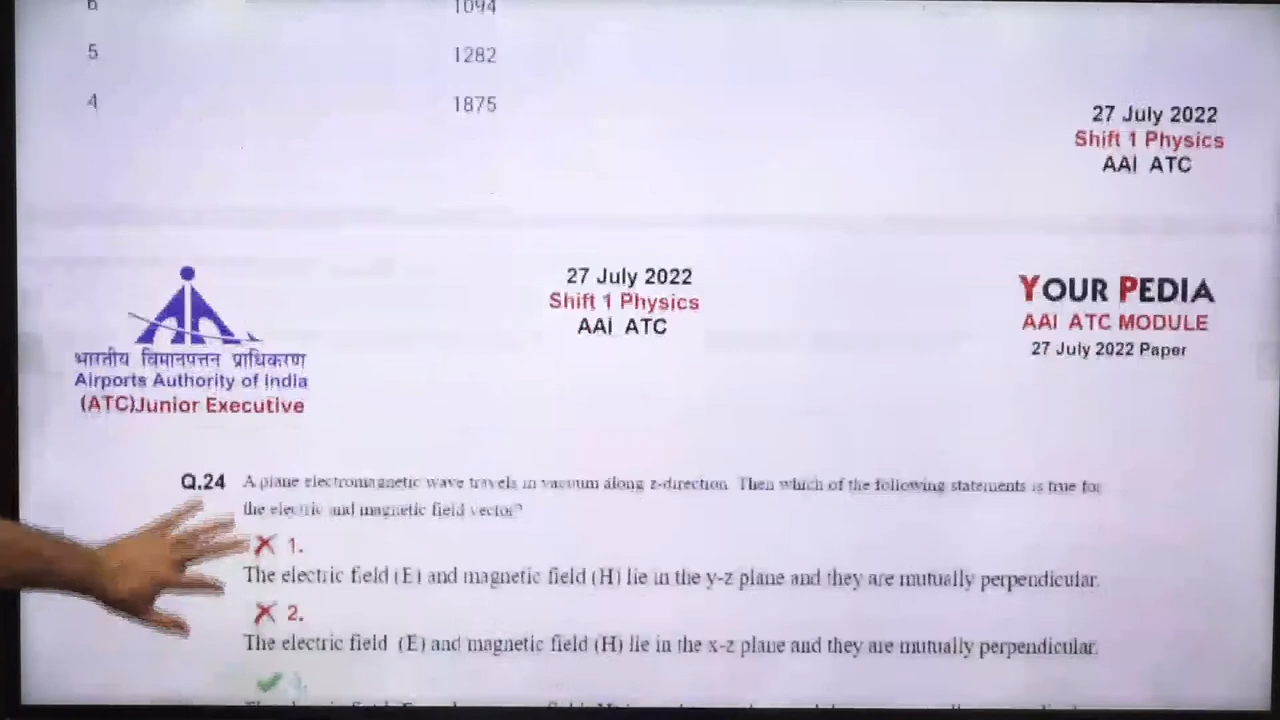 6 1094
5 1282
4 1875
27 July 2022
Shift 1 Physics
AAI ATC
भारतीय विमानपत्तन प्राधिकरण
Airports Authority of India
(ATC)Junior Executive
27 July 2022
Shift 1 Physics
AAI ATC
YOUR PEDIA
AAI ATC MODULE
27 July 2022 Paper
Q.24 A plane electromagnetic wave travels in vacuum along z-direction. Then which of the following statements is true for
the electric and magnetic field vector?
1.
The electric field (E) and magnetic field (H) lie in the y-z plane and they are mutually perpendicular.
2.
The electric field (E) and magnetic field (H) lie in the x-z plane and they are mutually perpendicular.
3.